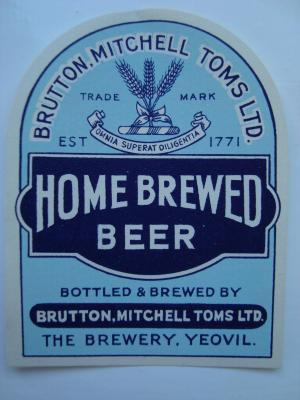 BRUTTON, MITCHELL TOMS LTD.
TRADE MARK
OMNIA SUPERAT DILIGENTIA
EST 1771
HOME BREWED
BEER
BOTTLED & BREWED BY
BRUTTON, MITCHELL TOMS LTD.
THE BREWERY, YEOVIL.